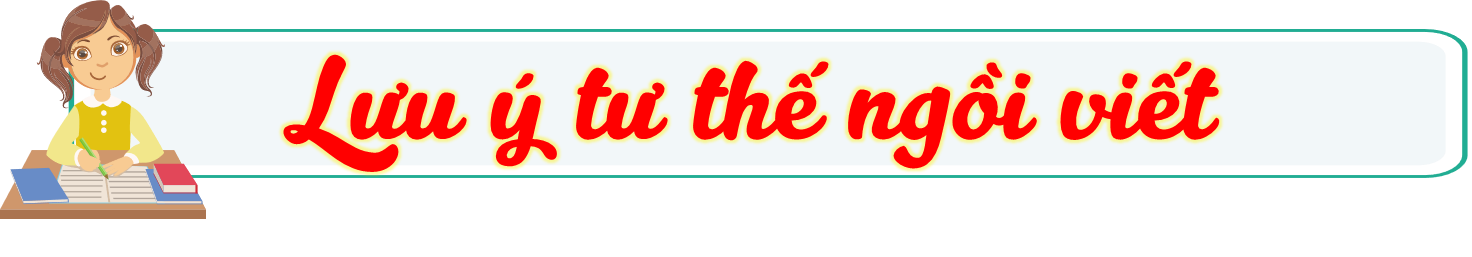 Lưu ý tư thế ngồi viết